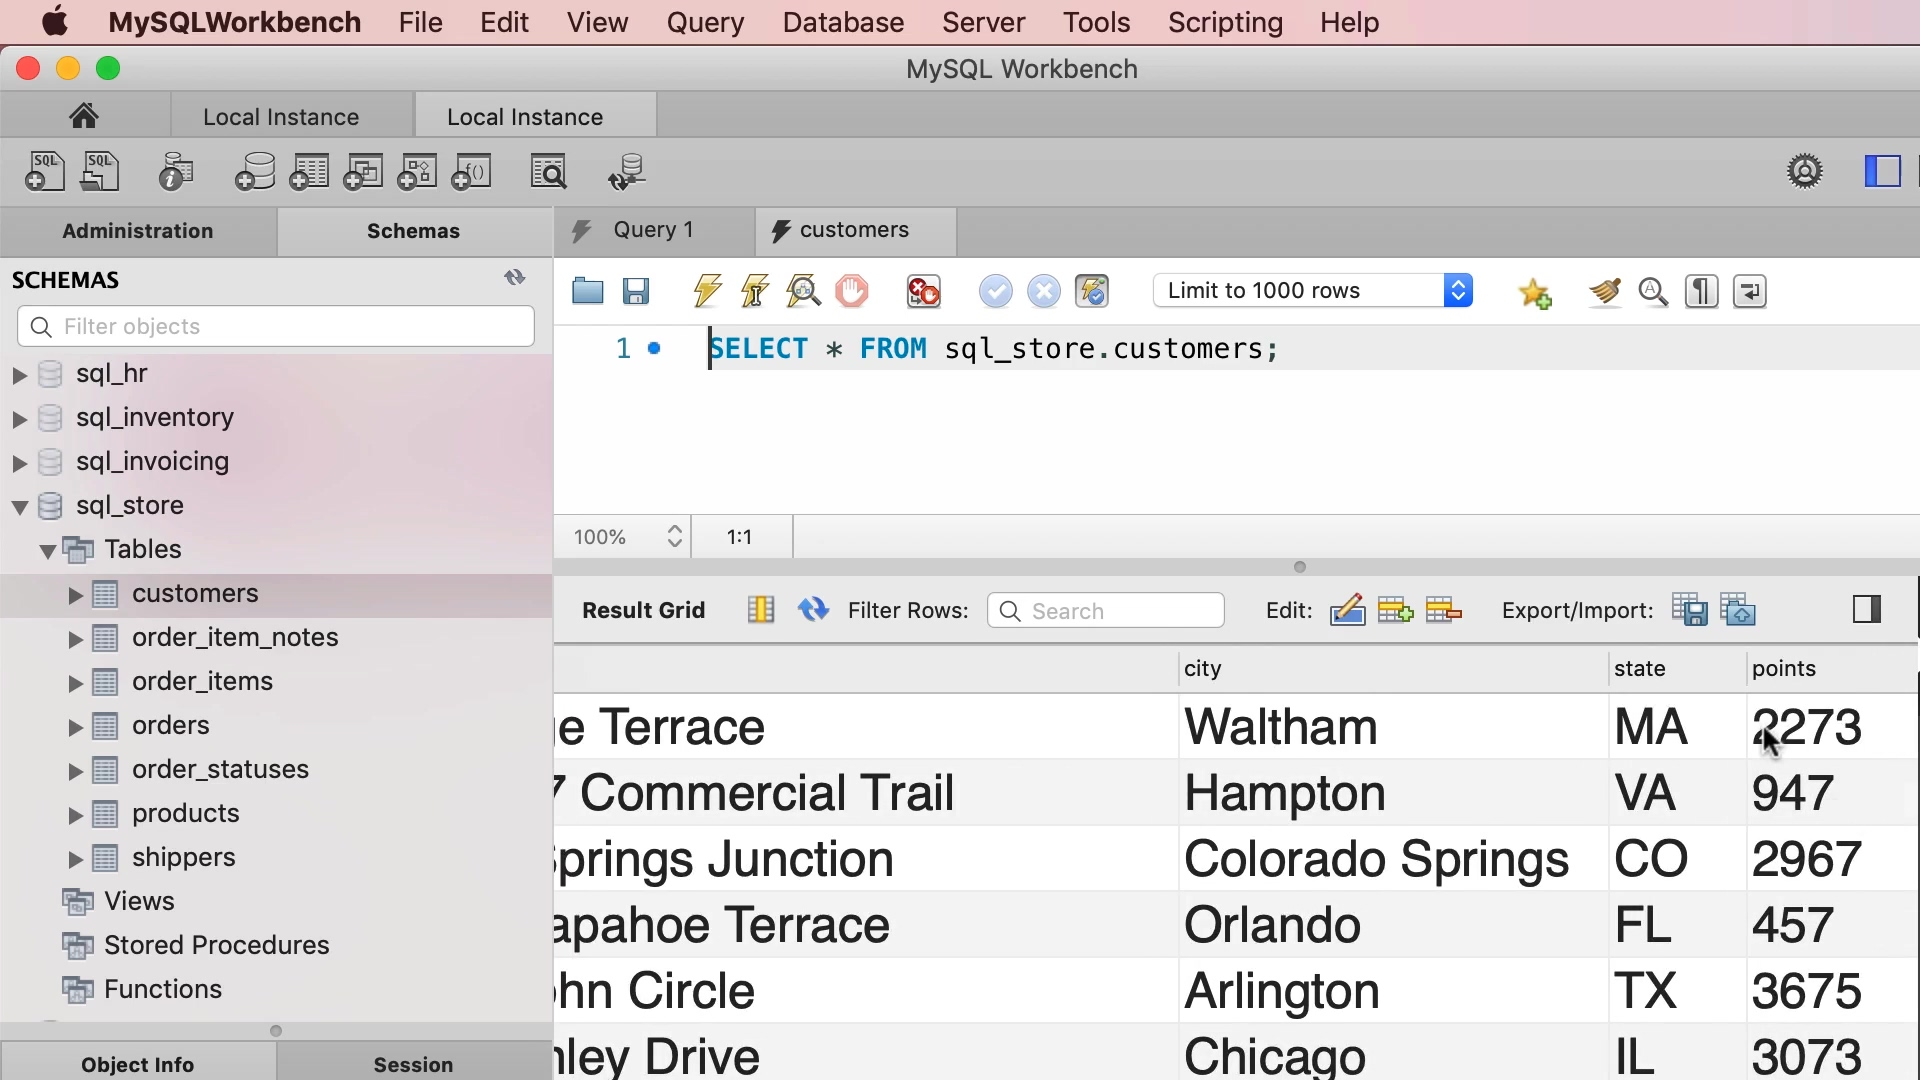 MySQLWorkbench File Edit View Query Database Server Tools Scripting Help
MySQL Workbench
Local Instance Local Instance
Administration Schemas
Query 1 customers
SCHEMAS
Filter objects
Limit to 1000 rows
1 SELECT * FROM sql_store.customers;
sql_hr
sql_inventory
sql_invoicing
sql_store
Tables
customers
order_item_notes
order_items
orders
order_statuses
products
shippers
Views
Stored Procedures
Functions
Object Info Session
100% 1:1
Result Grid Filter Rows: Search Edit: Export/Import:
city state points
e Terrace Waltham MA 2273
7 Commercial Trail Hampton VA 947
Springs Junction Colorado Springs CO 2967
apahoe Terrace Orlando FL 457
hn Circle Arlington TX 3675
ley Drive Chicago IL 3073